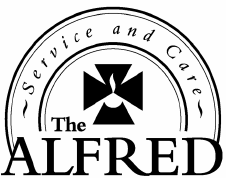 ~Service and Care~
The
ALFRED